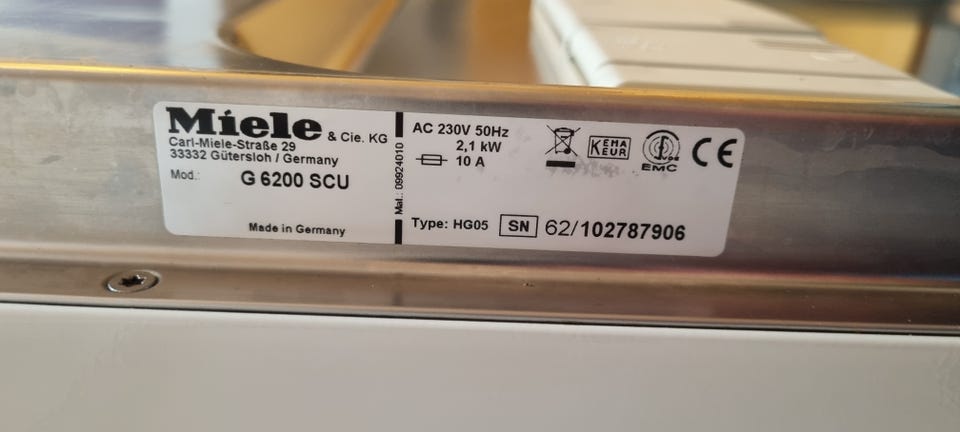 Miele & Cie. KG
Carl-Miele-Straße 29
33332 Gütersloh / Germany
Mod.: G 6200 SCU
Made in Germany
Mat.: 09924010
AC 230V 50Hz
2,1 kW
10 A
KEMA
EUR
EMC
CE
Type: HG05 SN 62/102787906